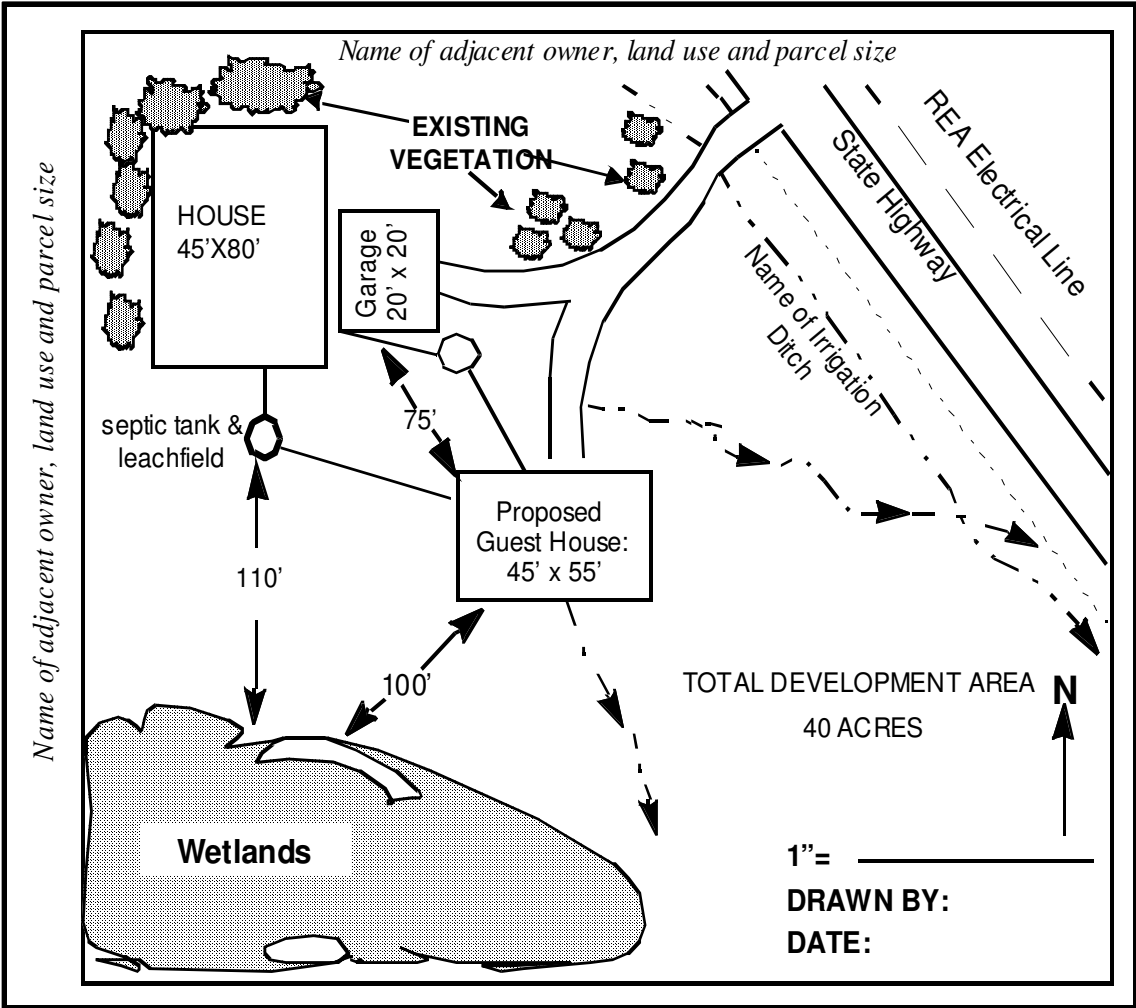 Name of adjacent owner, land use and parcel size
Name of adjacent owner, land use and parcel size
EXISTING
VEGETATION
HOUSE
45'X80'
Garage
20' x 20'
State Highway
REA Electrical Line
Name of Irrigation
Ditch
septic tank &
leachfield
75'
Proposed
Guest House:
45' x 55'
110'
100'
TOTAL DEVELOPMENT AREA
40 ACRES
N
Wetlands
1”=
DRAWN BY:
DATE: